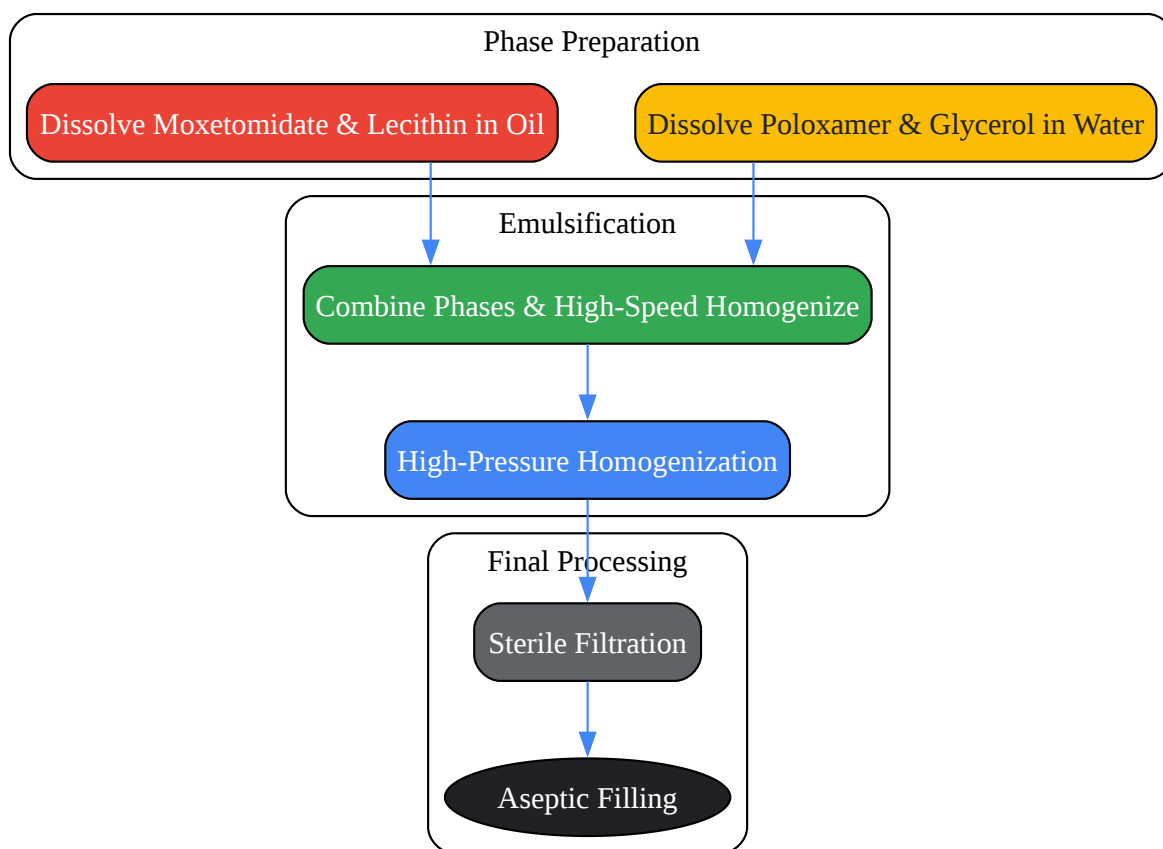 Phase Preparation
Dissolve Moxetomidate & Lecithin in Oil
Dissolve Poloxamer & Glycerol in Water
Emulsification
Combine Phases & High-Speed Homogenize
High-Pressure Homogenization
Final Processing
Sterile Filtration
Aseptic Filling